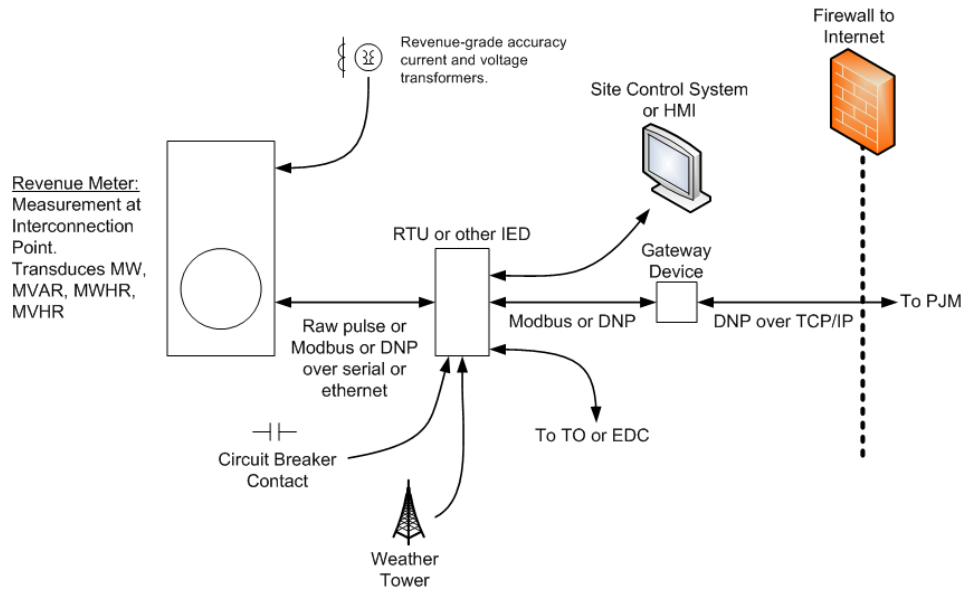 Firewall to
Internet
Revenue-grade accuracy
current and voltage
transformers.
Site Control System
or HMI
Revenue Meter:
Measurement at
Interconnection
Point.
Transduces MW,
MVAR, MWHR,
MVHR
RTU or other IED
Gateway
Device
Raw pulse or
Modbus or DNP
over serial or
ethernet
Modbus or DNP
DNP over TCP/IP
To PJM
To TO or EDC
Circuit Breaker
Contact
Weather
Tower